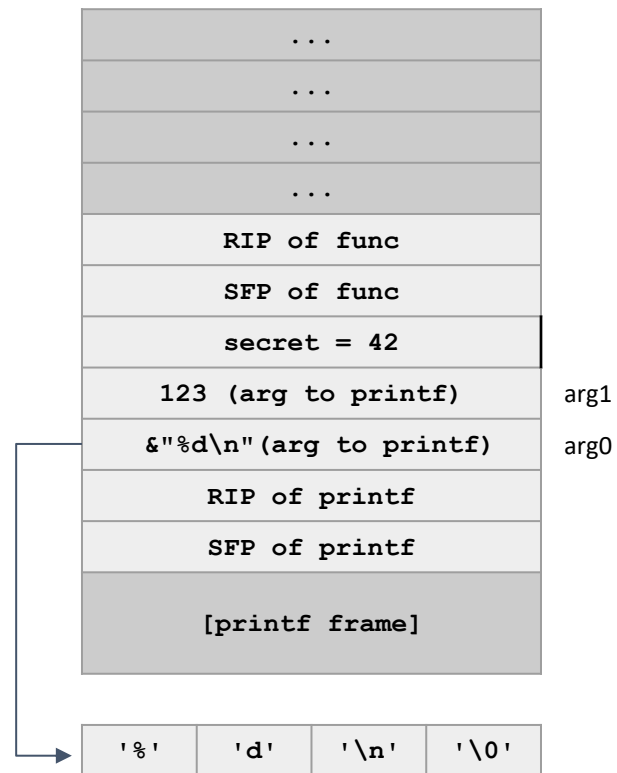 ...
...
...
...
RIP of func
SFP of func
secret = 42
123 (arg to printf) arg1
&"%d\n"(arg to printf) arg0
RIP of printf
SFP of printf
[printf frame]
'%' 'd' '\n' '\0'